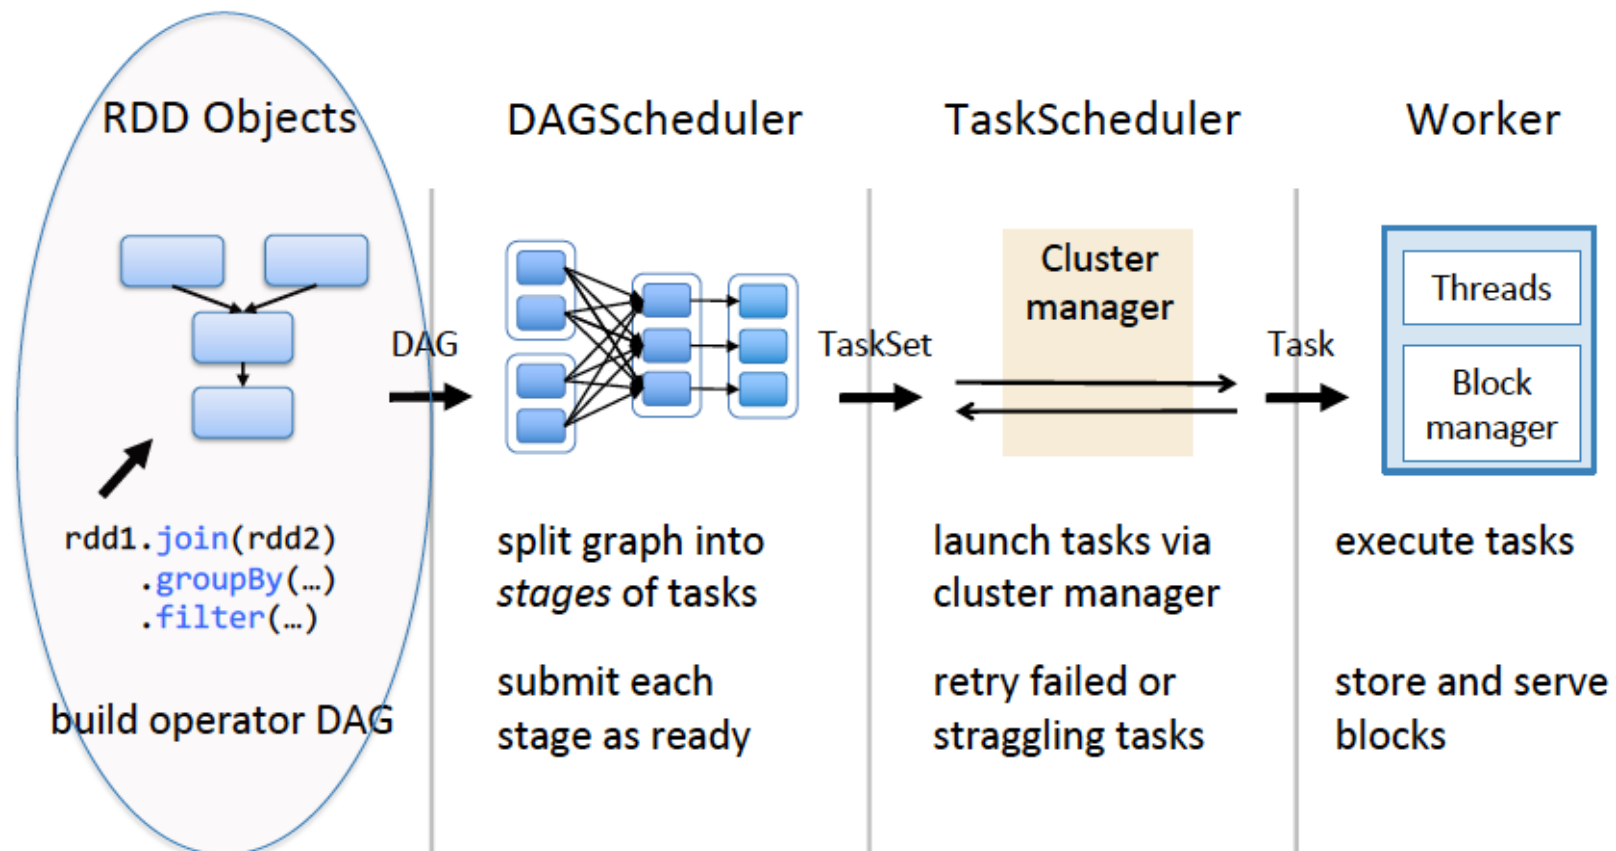 RDD Objects
DAGScheduler
TaskScheduler
Worker
DAG
rdd1.join(rdd2)
.groupBy(…)
.filter(…)
build operator DAG
split graph into
stages of tasks
submit each
stage as ready
TaskSet
Cluster
manager
launch tasks via
cluster manager
retry failed or
straggling tasks
Task
Threads
Block
manager
execute tasks
store and serve
blocks